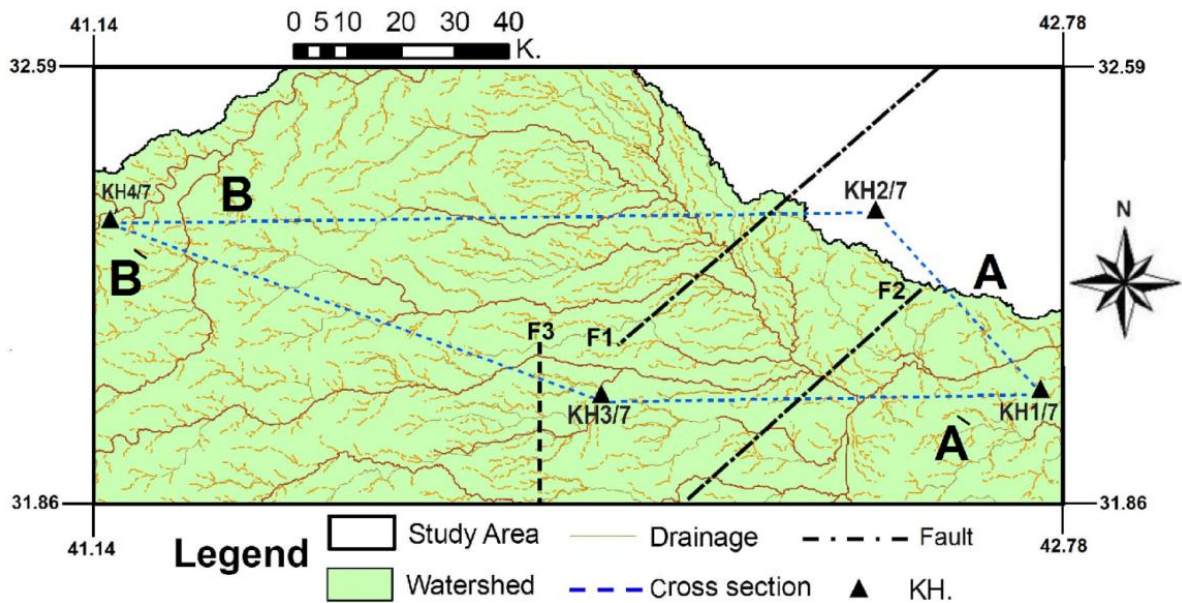 41.14
0 5 10 20 30 40
K.
42.78
32.59
32.59
N
KH4/7
B
KH2/7
B'
A
F2
F3
F1
KH3/7
KH1/7
A'
31.86
31.86
41.14
42.78
Legend
Study Area
Drainage
Fault
Watershed
Cross section
KH.